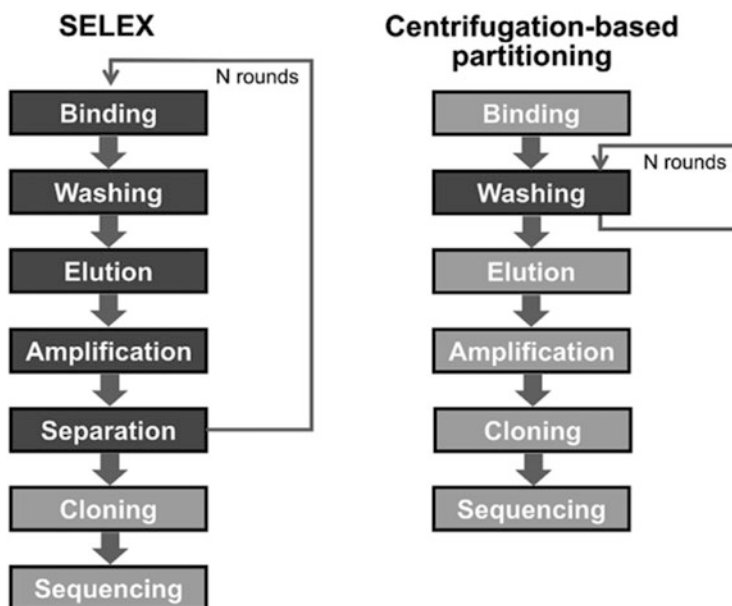 SELEX
N rounds
Binding
Washing
Elution
Amplification
Separation
Cloning
Sequencing
Centrifugation-based
partitioning
Binding
N rounds
Washing
Elution
Amplification
Cloning
Sequencing